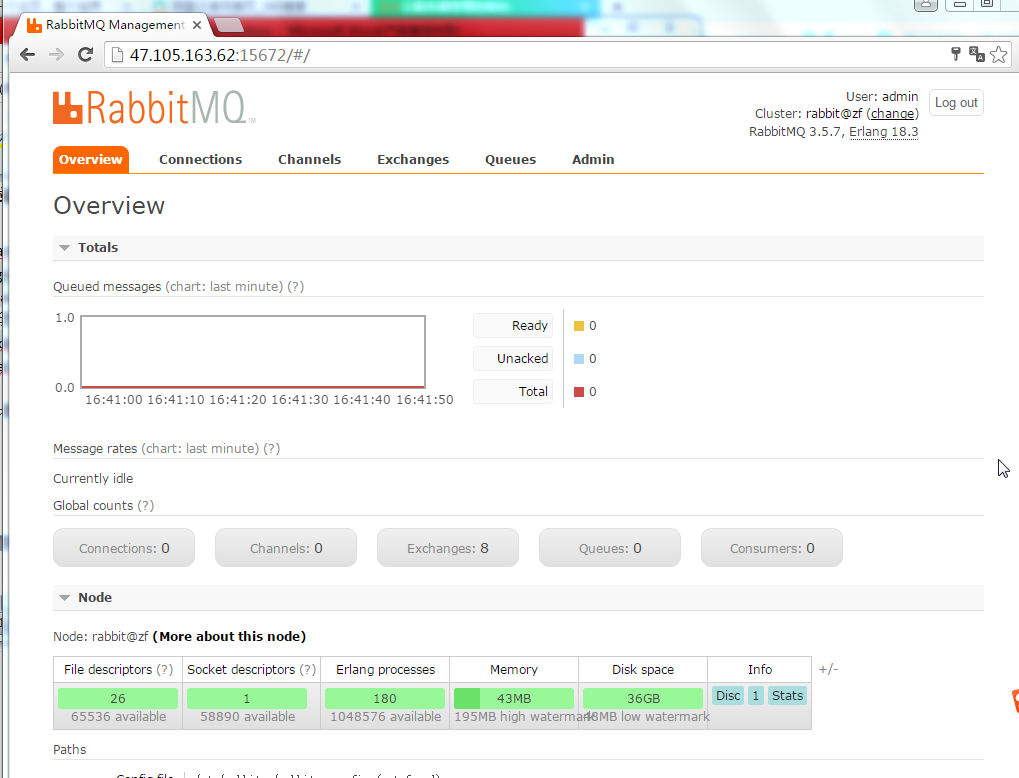 RabbitMQ Management
47.105.163.62:15672/#/
RabbitMQ TM
User: admin
Log out
Cluster: rabbit@zf (change)
RabbitMQ 3.5.7, Erlang 18.3
Overview Connections Channels Exchanges Queues Admin
Overview
Totals
Queued messages (chart: last minute) (?)
1.0
0.0
16:41:00 16:41:10 16:41:20 16:41:30 16:41:40 16:41:50
Ready 0
Unacked 0
Total 0
Message rates (chart: last minute) (?)
Currently idle
Global counts (?)
Connections: 0 Channels: 0 Exchanges: 8 Queues: 0 Consumers: 0
Node
Node: rabbit@zf (More about this node)
File descriptors (?) Socket descriptors (?) Erlang processes Memory Disk space Info +/-
26 1 180 43MB 36GB Disc 1 Stats
65536 available 58890 available 1048576 available 195MB high watermark 48MB low watermark
Paths